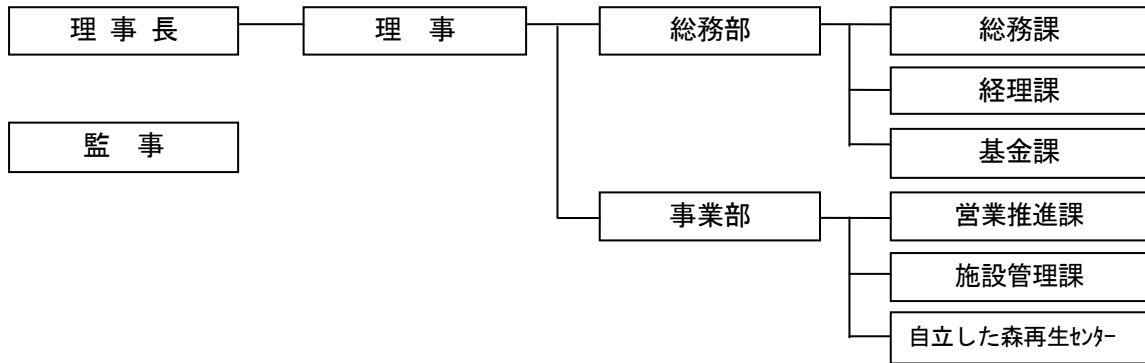 理 事 長
理　事
総務部
総務課
経理課
監　事
基金課
事業部
営業推進課
施設管理課
自立した森再生ｾﾝﾀｰ